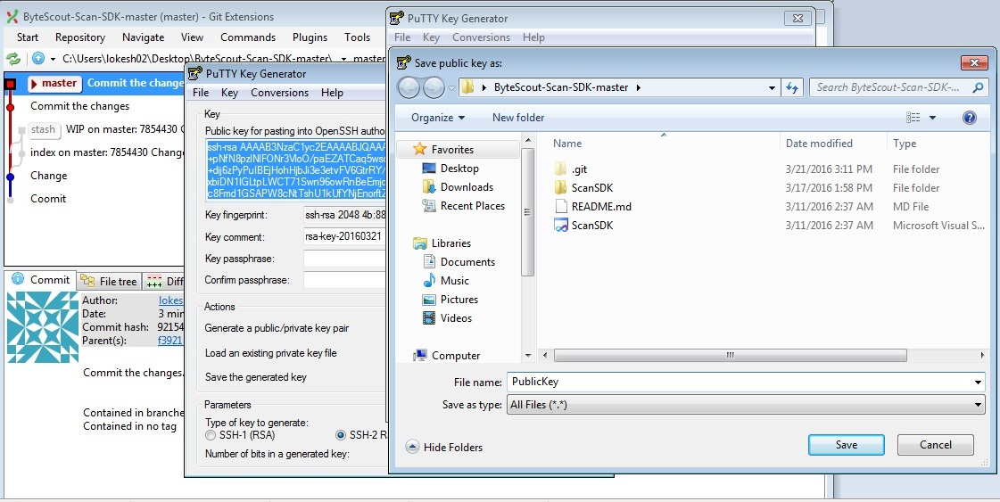 ByteScout-Scan-SDK-master (master) - Git Extensions
Start Repository Navigate View Commands Plugins Tools
C:\Users\lokesh02\Desktop\ByteScout-Scan-SDK-master\ master
master Commit the change
Commit the changes
stash WIP on master: 7854430 Change
index on master: 7854430 Change
Change
Coomit
Commit File tree Diff
Author: lokes
Date: 3 min
Commit hash: 92154
Parent(s): f3921
Commit the changes.
Contained in branche
Contained in no tag
PuTTY Key Generator
File Key Conversions Help
Key
Public key for pasting into OpenSSH autho
ssh-rsa AAAAB3NzaC1yc2EAAAABJQAA
Key fingerprint: ssh-rsa 2048 4b:88
Key comment: rsa-key-20160321
Key passphrase:
Confirm passphrase:
Actions
Generate a public/private key pair
Load an existing private key file
Save the generated key
Parameters
Type of key to generate:
SSH-1 (RSA) SSH-2 R
Number of bits in a generated key:
PuTTY Key Generator
File Key Conversions Help
Save public key as:
ByteScout-Scan-SDK-master
Search ByteScout-Scan-SDK-...
Organize New folder
Favorites
Desktop
Downloads
Recent Places
Libraries
Documents
Music
Pictures
Videos
Computer
Name Date modified Type
.git 3/21/2016 3:11 PM File folder
ScanSDK 3/17/2016 1:58 PM File folder
README.md 3/11/2016 2:37 AM MD File
ScanSDK 3/11/2016 2:37 AM Microsoft Visual S...
File name: PublicKey
Save as type: All Files (*.*)
Hide Folders
Save Cancel